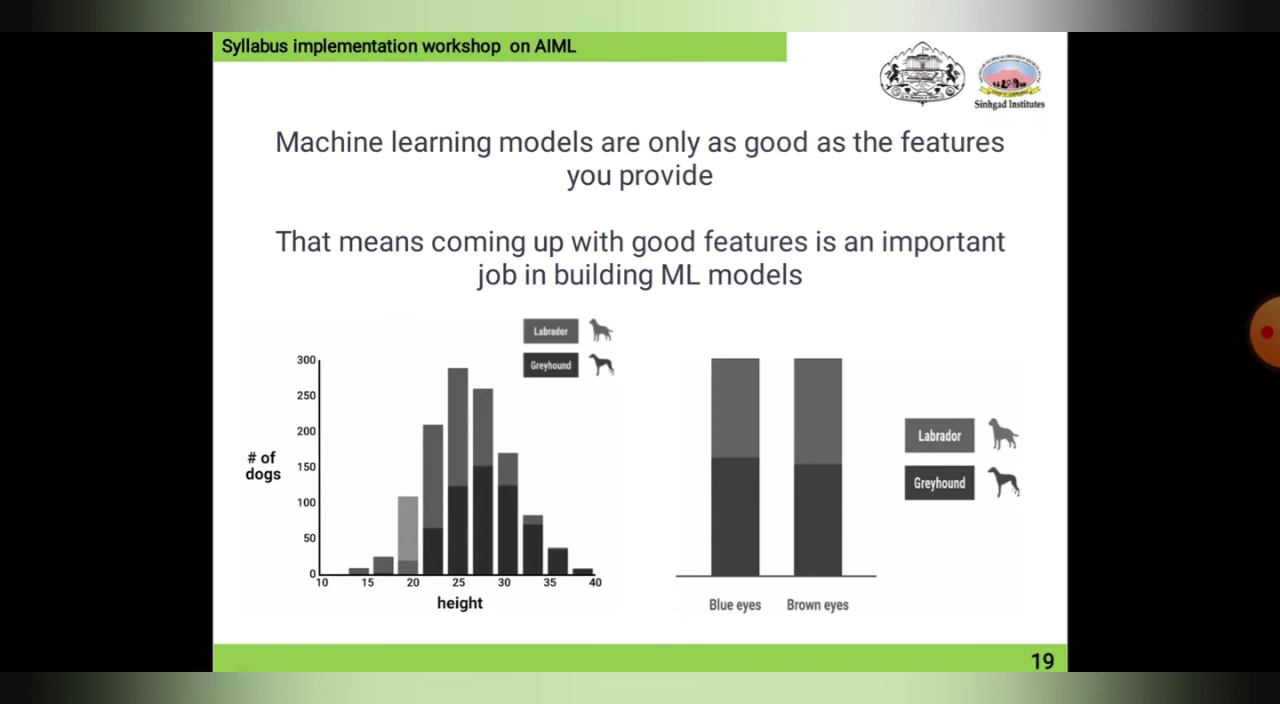 Syllabus implementation workshop on AIML
Sinhgad Institutes
Machine learning models are only as good as the features
you provide
That means coming up with good features is an important
job in building ML models
Labrador
Greyhound
300
250
200
150
100
50
0
# of
dogs
10 15 20 25 30 35 40
height
Blue eyes Brown eyes
Labrador
Greyhound
19